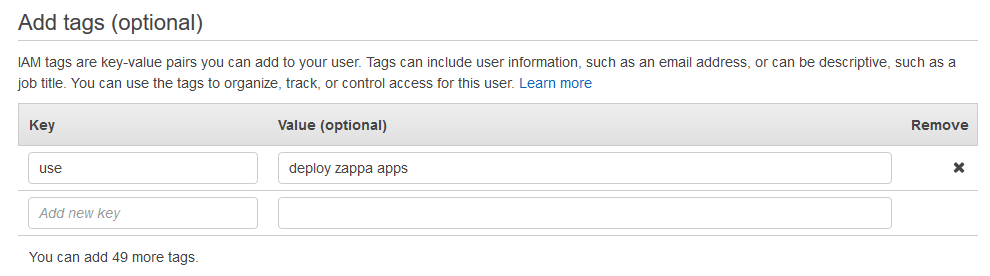 Add tags (optional)
IAM tags are key-value pairs you can add to your user. Tags can include user information, such as an email address, or can be descriptive, such as a
job title. You can use the tags to organize, track, or control access for this user. Learn more
Key Value (optional) Remove
use deploy zappa apps ✖
Add new key
You can add 49 more tags.